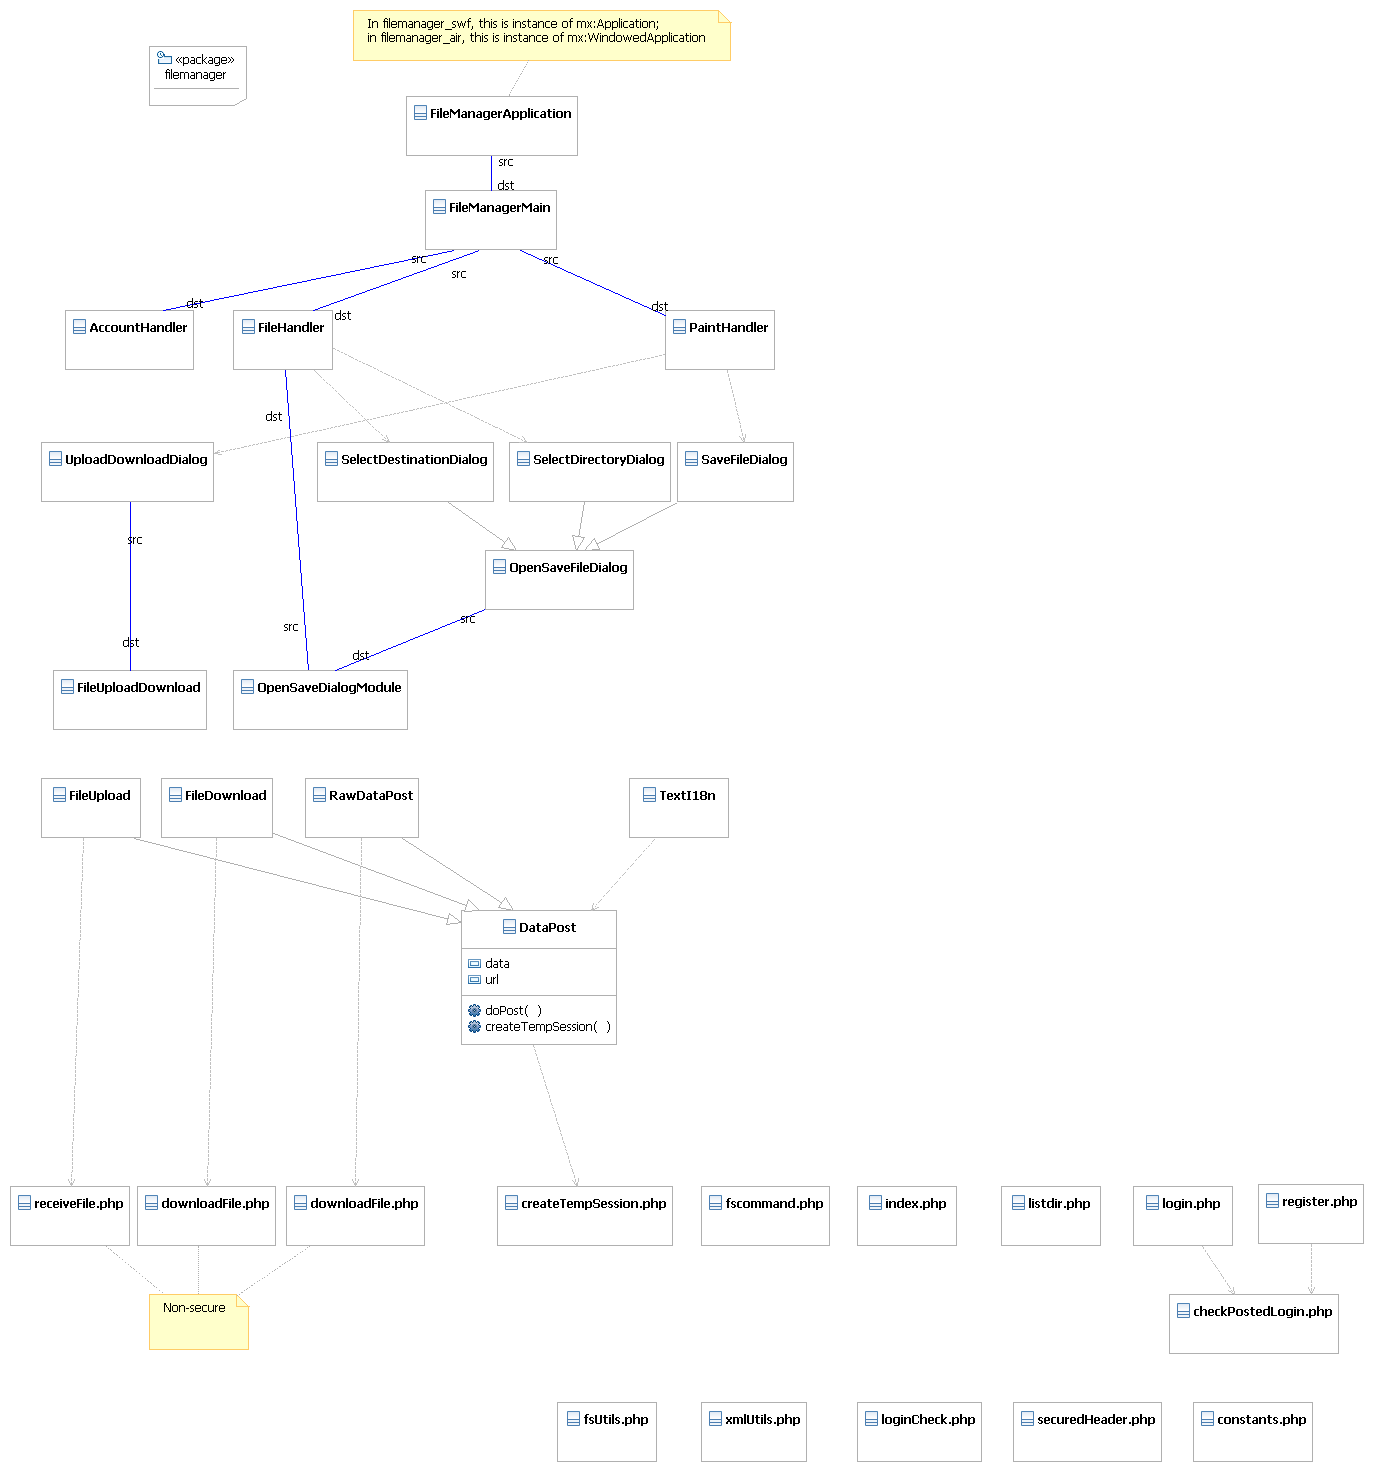 In filemanager_swf, this is instance of mx:Application;
in filemanager_air, this is instance of mx:WindowedApplication
«package»
filemanager
FileManagerApplication
src
dst
FileManagerMain
src
src
src
dst
dst
dst
AccountHandler
FileHandler
PaintHandler
dst
UploadDownloadDialog
SelectDestinationDialog
SelectDirectoryDialog
SaveFileDialog
src
OpenSaveFileDialog
src
src
dst
dst
FileUploadDownload
OpenSaveDialogModule
FileUpload
FileDownload
RawDataPost
TextI18n
DataPost
data
url
doPost( )
createTempSession( )
receiveFile.php
downloadFile.php
downloadFile.php
createTempSession.php
fscommand.php
index.php
listdir.php
login.php
register.php
Non-secure
checkPostedLogin.php
fsUtils.php
xmlUtils.php
loginCheck.php
securedHeader.php
constants.php